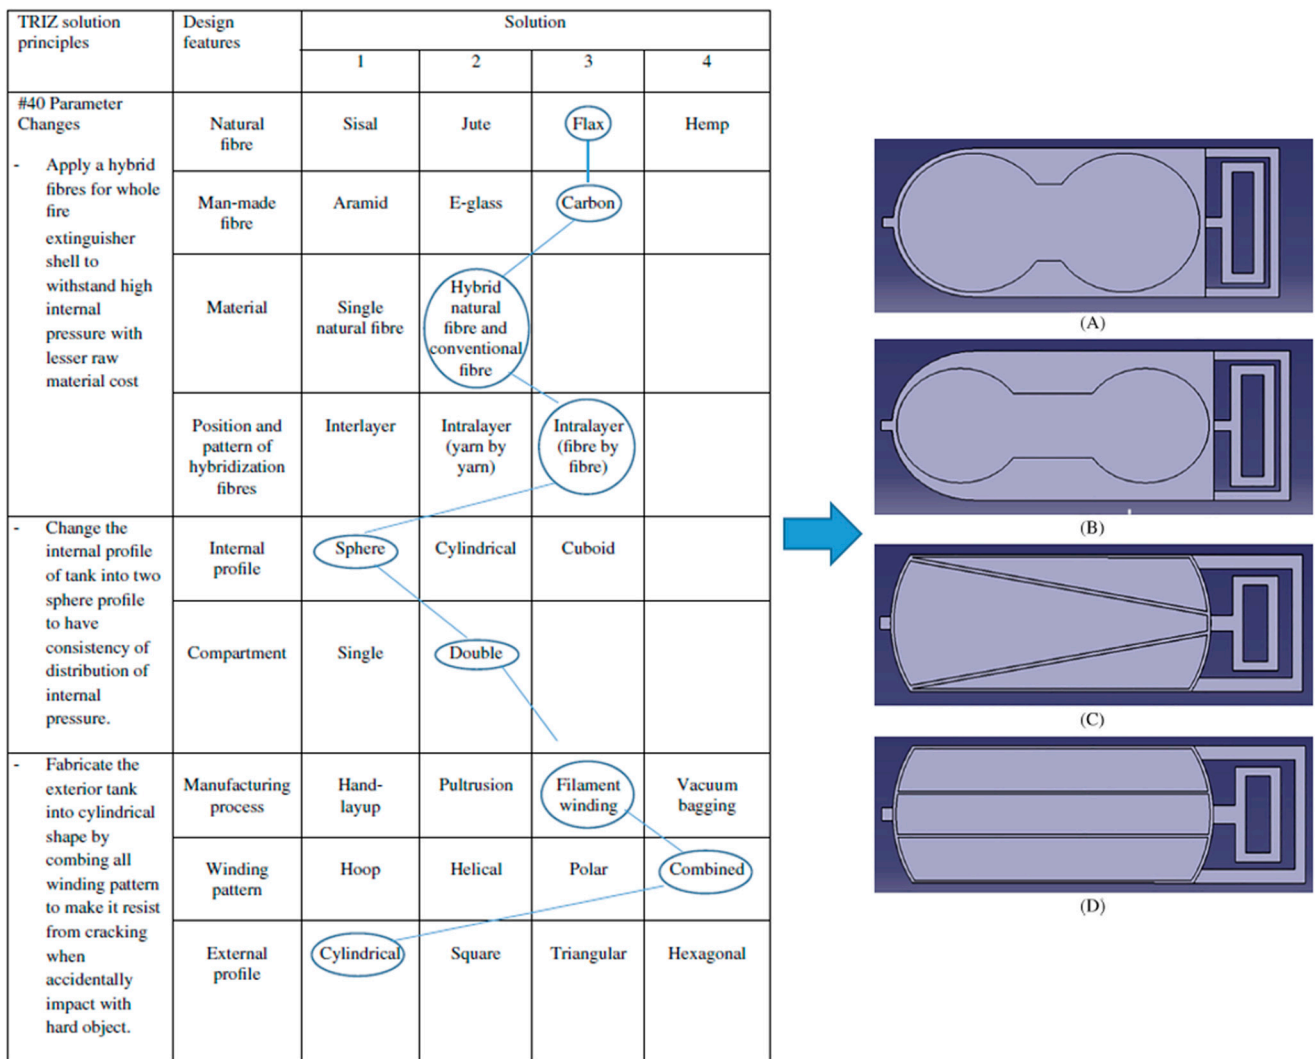 TRIZ solution
principles
Design
features
Solution
1
2
3
4
#40 Parameter
Changes
- Apply a hybrid
fibres for whole
fire
extinguisher
shell to
withstand high
internal
pressure with
lesser raw
material cost
Natural
fibre
Sisal
Jute
Flax
Hemp
Man-made
fibre
Aramid
E-glass
Carbon
Material
Single
natural fibre
Hybrid
natural
fibre and
conventional
fibre
Position and
pattern of
hybridization
fibres
Interlayer
Intralayer
(yarn by
yarn)
Intralayer
(fibre by
fibre)
- Change the
internal profile
of tank into two
sphere profile
to have
consistency of
distribution of
internal
pressure.
Internal
profile
Sphere
Cylindrical
Cuboid
Compartment
Single
Double
- Fabricate the
exterior tank
into cylindrical
shape by
combing all
winding pattern
to make it resist
from cracking
when
accidentally
impact with
hard object.
Manufacturing
process
Hand-
layup
Pultrusion
Filament
winding
Vacuum
bagging
Winding
pattern
Hoop
Helical
Polar
Combined
External
profile
Cylindrical
Square
Triangular
Hexagonal
(A)
(B)
(C)
(D)